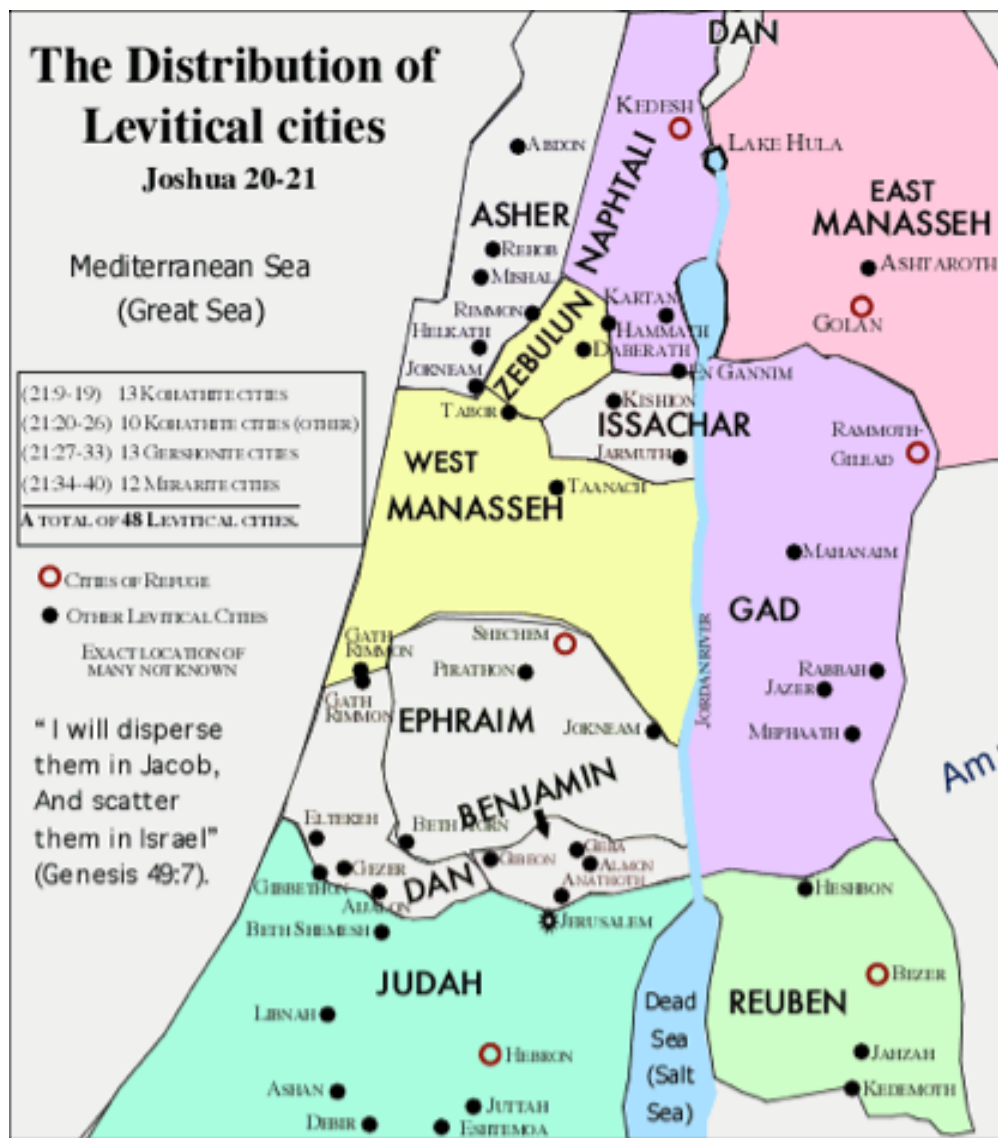 The Distribution of
Levitical cities
Joshua 20-21
Mediterranean Sea
(Great Sea)
(21:9-19) 13 Kohathite cities
(21:20-26) 10 Kohathite cities (other)
(21:27-33) 13 Gershonite cities
(21:34-40) 12 Merarite cities
A total of 48 Levitical cities.
Cities of Refuge
Other Levitical Cities
Exact location of
many not known
" I will disperse
them in Jacob,
And scatter
them in Israel"
(Genesis 49:7).
DAN
Kedesh
Lake Hula
Abdon
NAPHTALI
ASHER
EAST
MANASSEH
Ashtaroth
Golan
Rehob
Mishal
Rimmon
Helkath
Jokneam
ZEBULUN
Kartan
Hammath
Daberath
En Gannim
Tabor
Kishion
ISSACHAR
Jarmuth
Rammoth-
Gilead
WEST
MANASSEH
Taanach
Mahanaim
GAD
Jordan River
Shechem
Gath
Rimmon
Pirathon
Gath
Rimmon
EPHRAIM
Jokneam
Rabbah
Jazer
Mephaath
Am
BENJAMIN
Eltekeh
Beth Horn
Gezer
Gibbethon
Aijalon
DAN
Gibeon
Geba
Almon
Anathoth
Jerusalem
Heshbon
Beth Shemesh
JUDAH
Dead
Sea
(Salt
Sea)
REUBEN
Bezer
Libnah
Hebron
Jahzah
Kedemoth
Ashan
Juttah
Debir
Eshtemoa